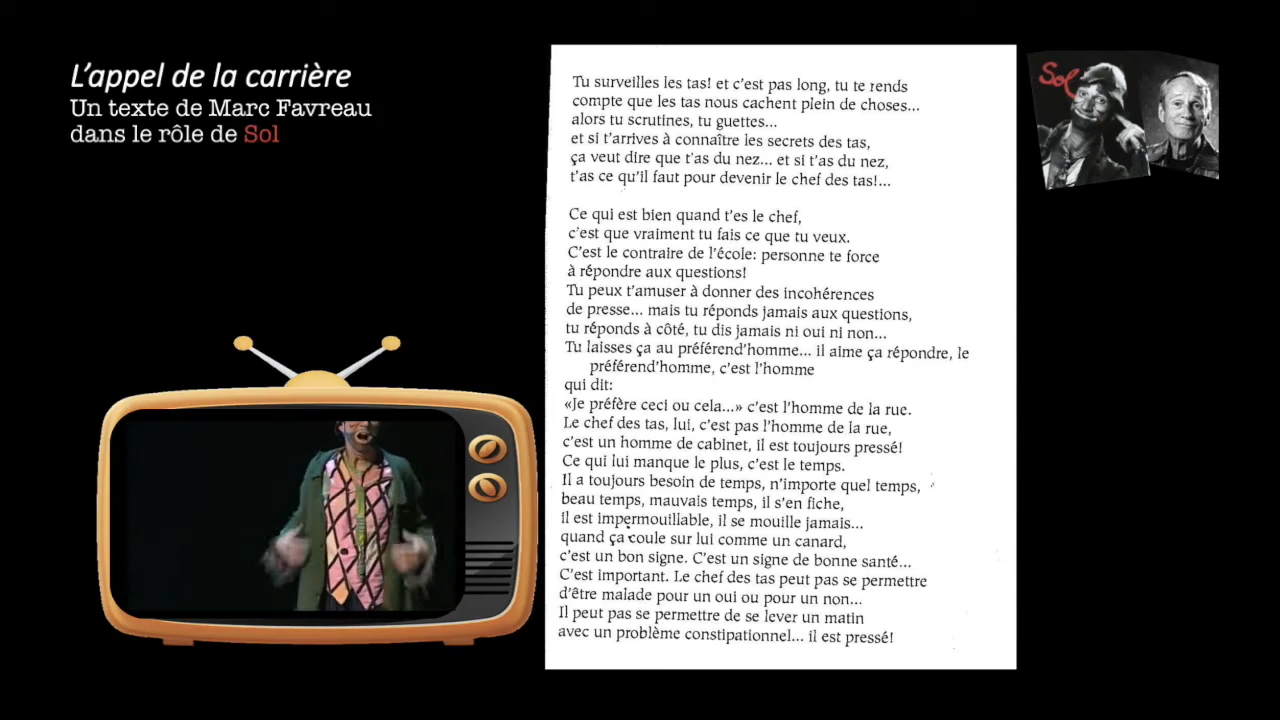 L'appel de la carrière
Un texte de Marc Favreau
dans le rôle de Sol
Sol
Tu surveilles les tas! et c'est pas long, tu te rends
compte que les tas nous cachent plein de choses...
alors tu scrutines, tu guettes...
et si t'arrives à connaître les secrets des tas,
ça veut dire que t'as du nez... et si t'as du nez,
t'as ce qu'il faut pour devenir le chef des tas!...
Ce qui est bien quand t'es le chef,
c'est que vraiment tu fais ce que tu veux.
C'est le contraire de l'école: personne te force
à répondre aux questions!
Tu peux t'amuser à donner des incohérences
de presse... mais tu réponds jamais aux questions,
tu réponds à côté, tu dis jamais ni oui ni non...
Tu laisses ça au préférend'homme... il aime ça répondre, le
préférend'homme, c'est l'homme
qui dit:
«Je préfère ceci ou cela...» c'est l'homme de la rue.
Le chef des tas, lui, c'est pas l'homme de la rue,
c'est un homme de cabinet, il est toujours pressé!
Ce qui lui manque le plus, c'est le temps.
Il a toujours besoin de temps, n'importe quel temps,
beau temps, mauvais temps, il s'en fiche,
il est impermouillable, il se mouille jamais...
quand ça coule sur lui comme un canard,
c'est un bon signe. C'est un signe de bonne santé...
C'est important. Le chef des tas peut pas se permettre
d'être malade pour un oui ou pour un non...
Il peut pas se permettre de se lever un matin
avec un problème constipationnel... il est pressé!